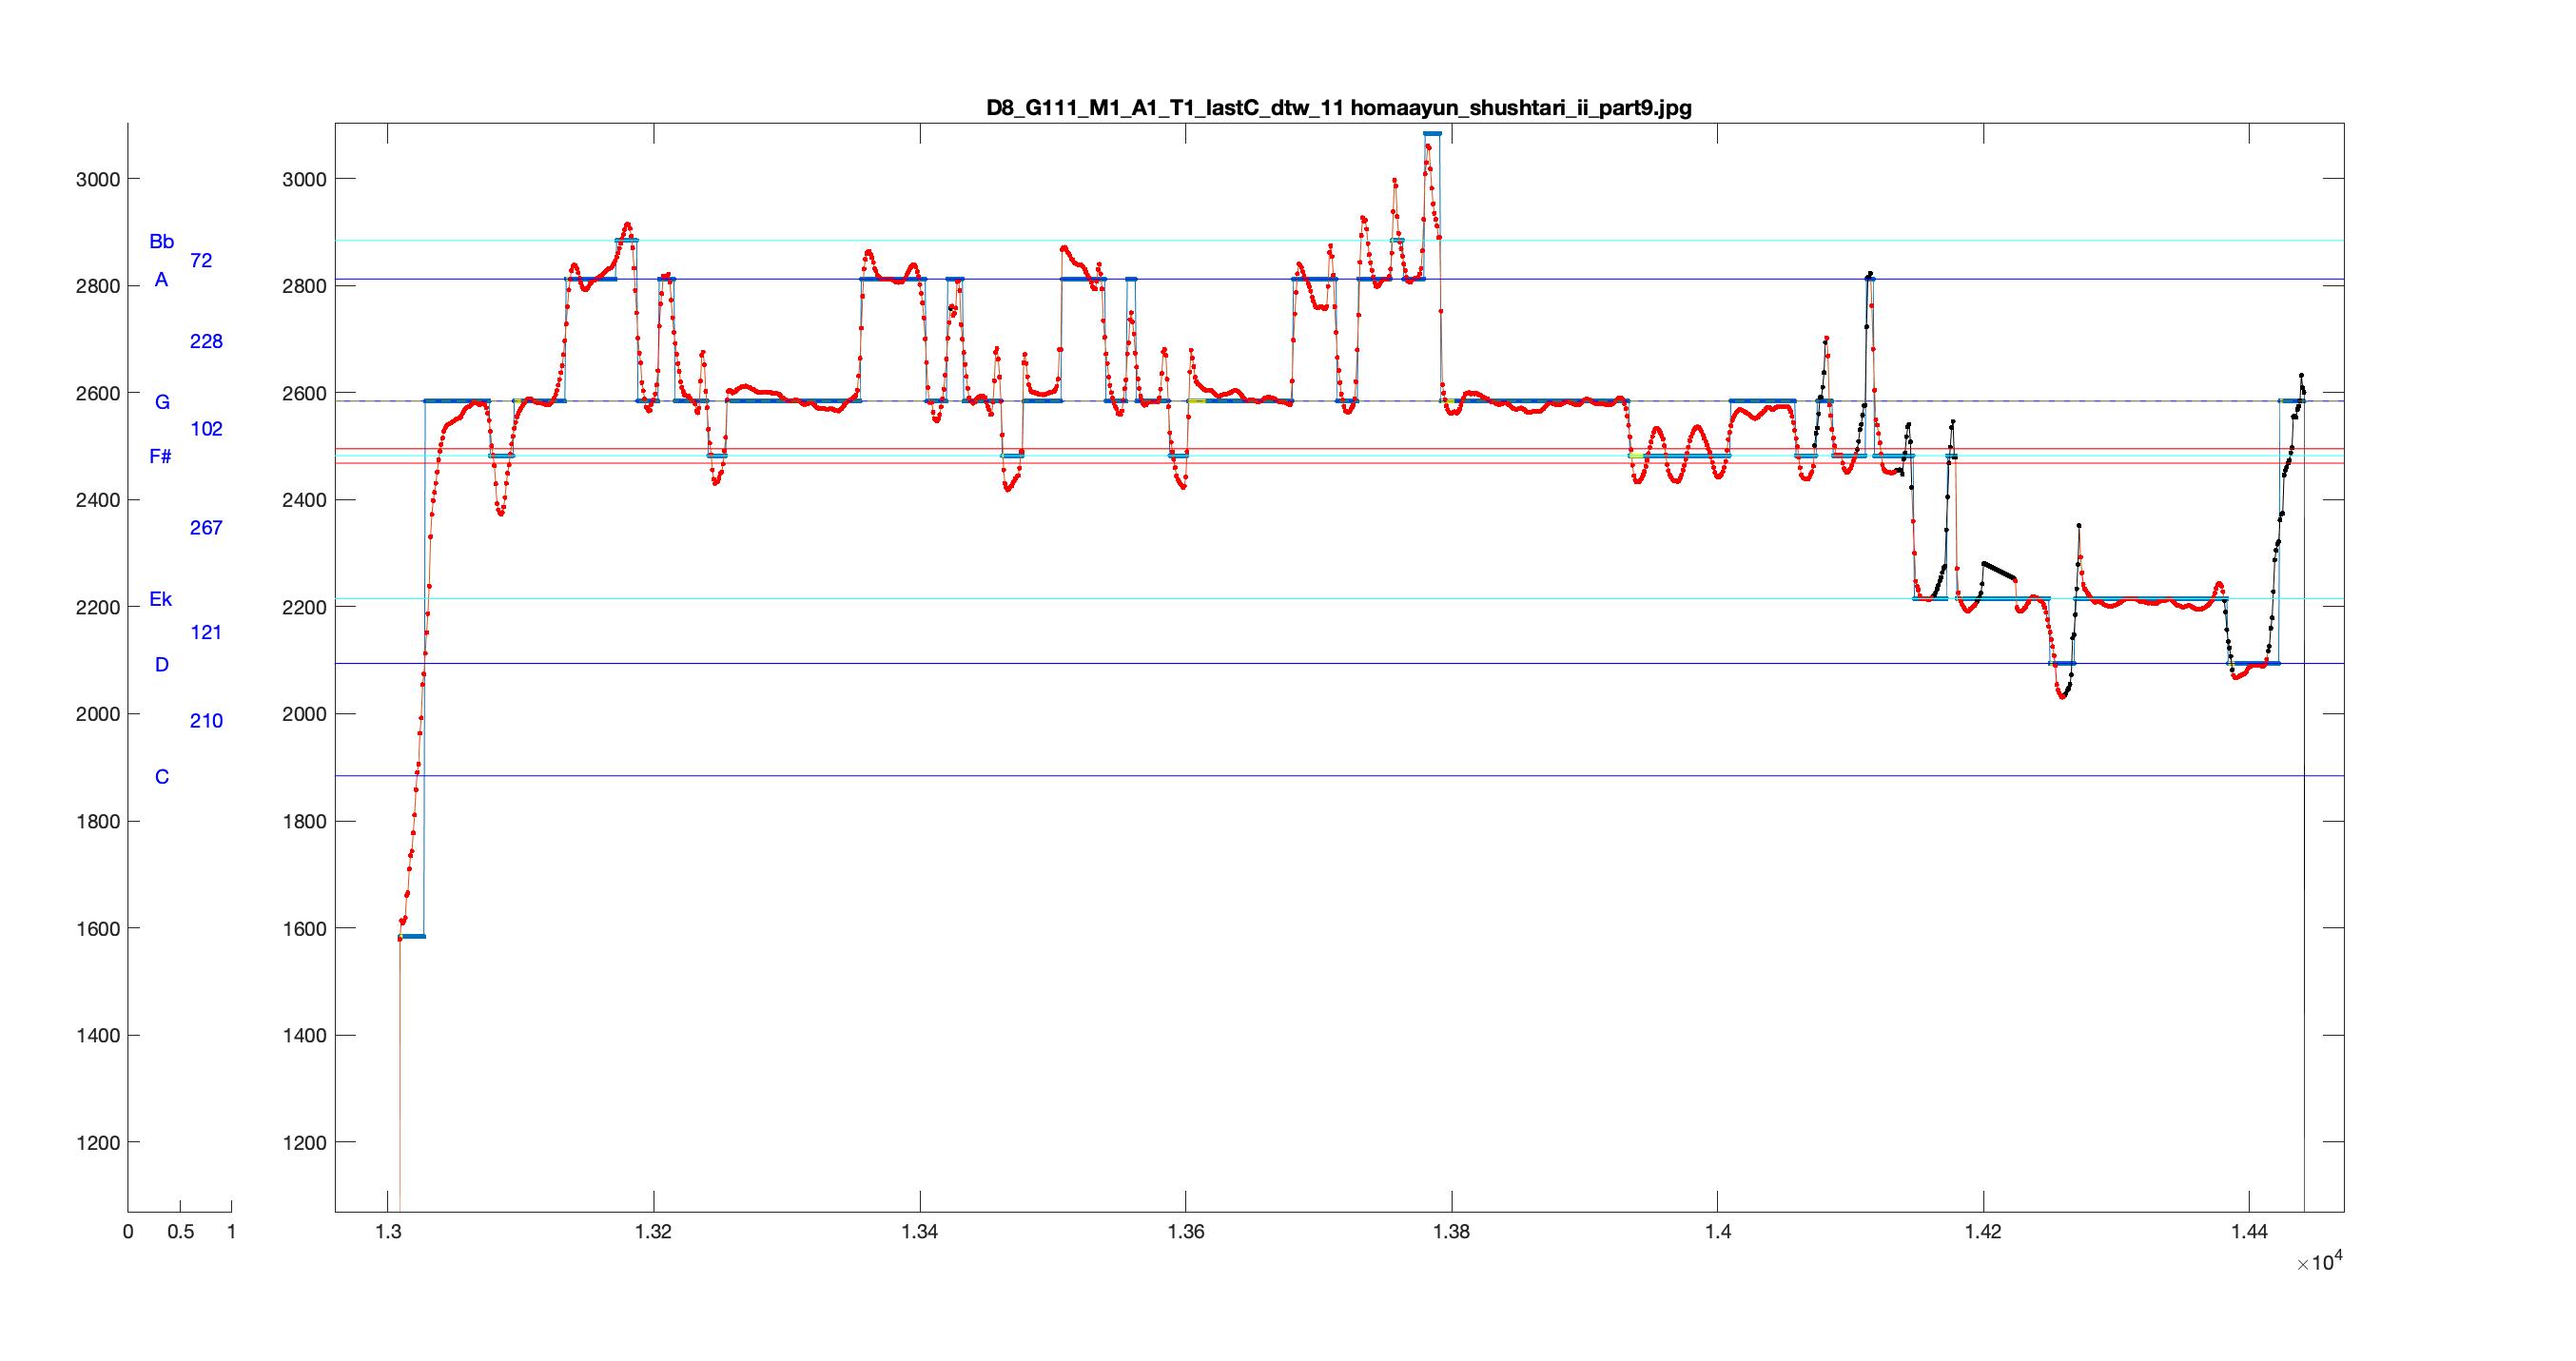 D8_G111_M1_A1_T1_lastC_dtw_11 homaayun_shushtari_ii_part9.jpg
3000 3000
Bb
72
A
2800 2800
228
2600 2600
G
102
F#
2400 2400
267
2200 Ek 2200
121
D
2000 210 2000
C
1800 1800
1600 1600
1400 1400
1200 1200
0 0.5 1 1.3 1.32 1.34 1.36 1.38 1.4 1.42 1.44
×10^4